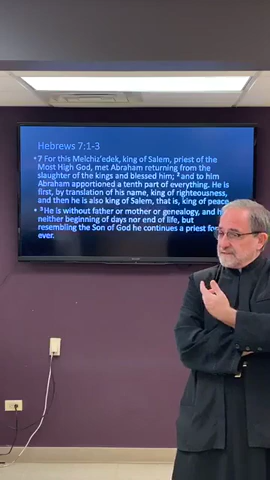 Hebrews 7:1-3
• 7 For this Melchiz'edek, king of Salem, priest of the
Most High God, met Abraham returning from the
slaughter of the kings and blessed him; ² and to him
Abraham apportioned a tenth part of everything. He is
first, by translation of his name, king of righteousness,
and then he is also king of Salem, that is, king of peace.
• ³ He is without father or mother or genealogy, and
neither beginning of days nor end of life, but
resembling the Son of God he continues a priest
ever.